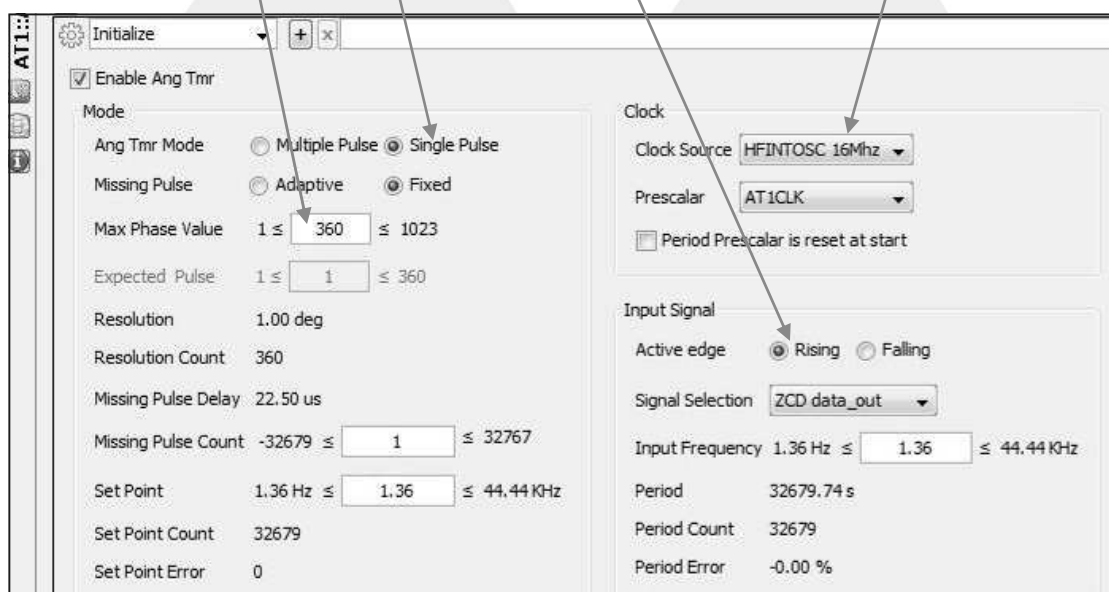 AT1::
Initialize
+ x
Enable Ang Tmr
Mode
Ang Tmr Mode Multiple Pulse Single Pulse
Missing Pulse Adaptive Fixed
Max Phase Value 1 ≤ 360 ≤ 1023
Expected Pulse 1 ≤ 1 ≤ 360
Resolution 1.00 deg
Resolution Count 360
Missing Pulse Delay 22.50 us
Missing Pulse Count -32679 ≤ 1 ≤ 32767
Set Point 1.36 Hz ≤ 1.36 ≤ 44.44 KHz
Set Point Count 32679
Set Point Error 0
Clock
Clock Source HFINTOSC 16Mhz
Prescalar AT1CLK
Period Prescalar is reset at start
Input Signal
Active edge Rising Falling
Signal Selection ZCD data_out
Input Frequency 1.36 Hz ≤ 1.36 ≤ 44.44 KHz
Period 32679.74 s
Period Count 32679
Period Error -0.00 %